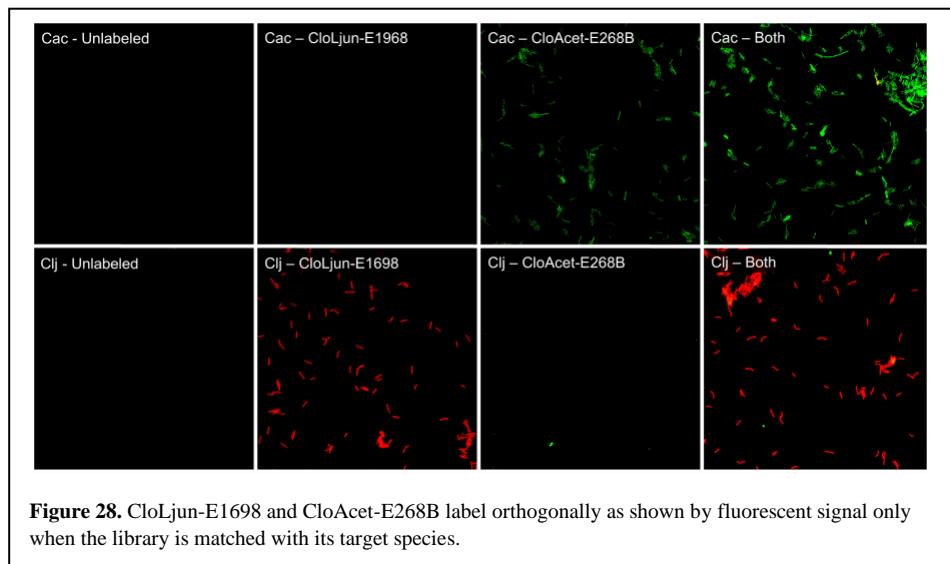 Cac - Unlabeled
Cac – CloLjun-E1968
Cac – CloAcet-E268B
Cac – Both
Clj - Unlabeled
Clj – CloLjun-E1698
Clj – CloAcet-E268B
Clj – Both
Figure 28. CloLjun-E1698 and CloAcet-E268B label orthogonally as shown by fluorescent signal only
when the library is matched with its target species.